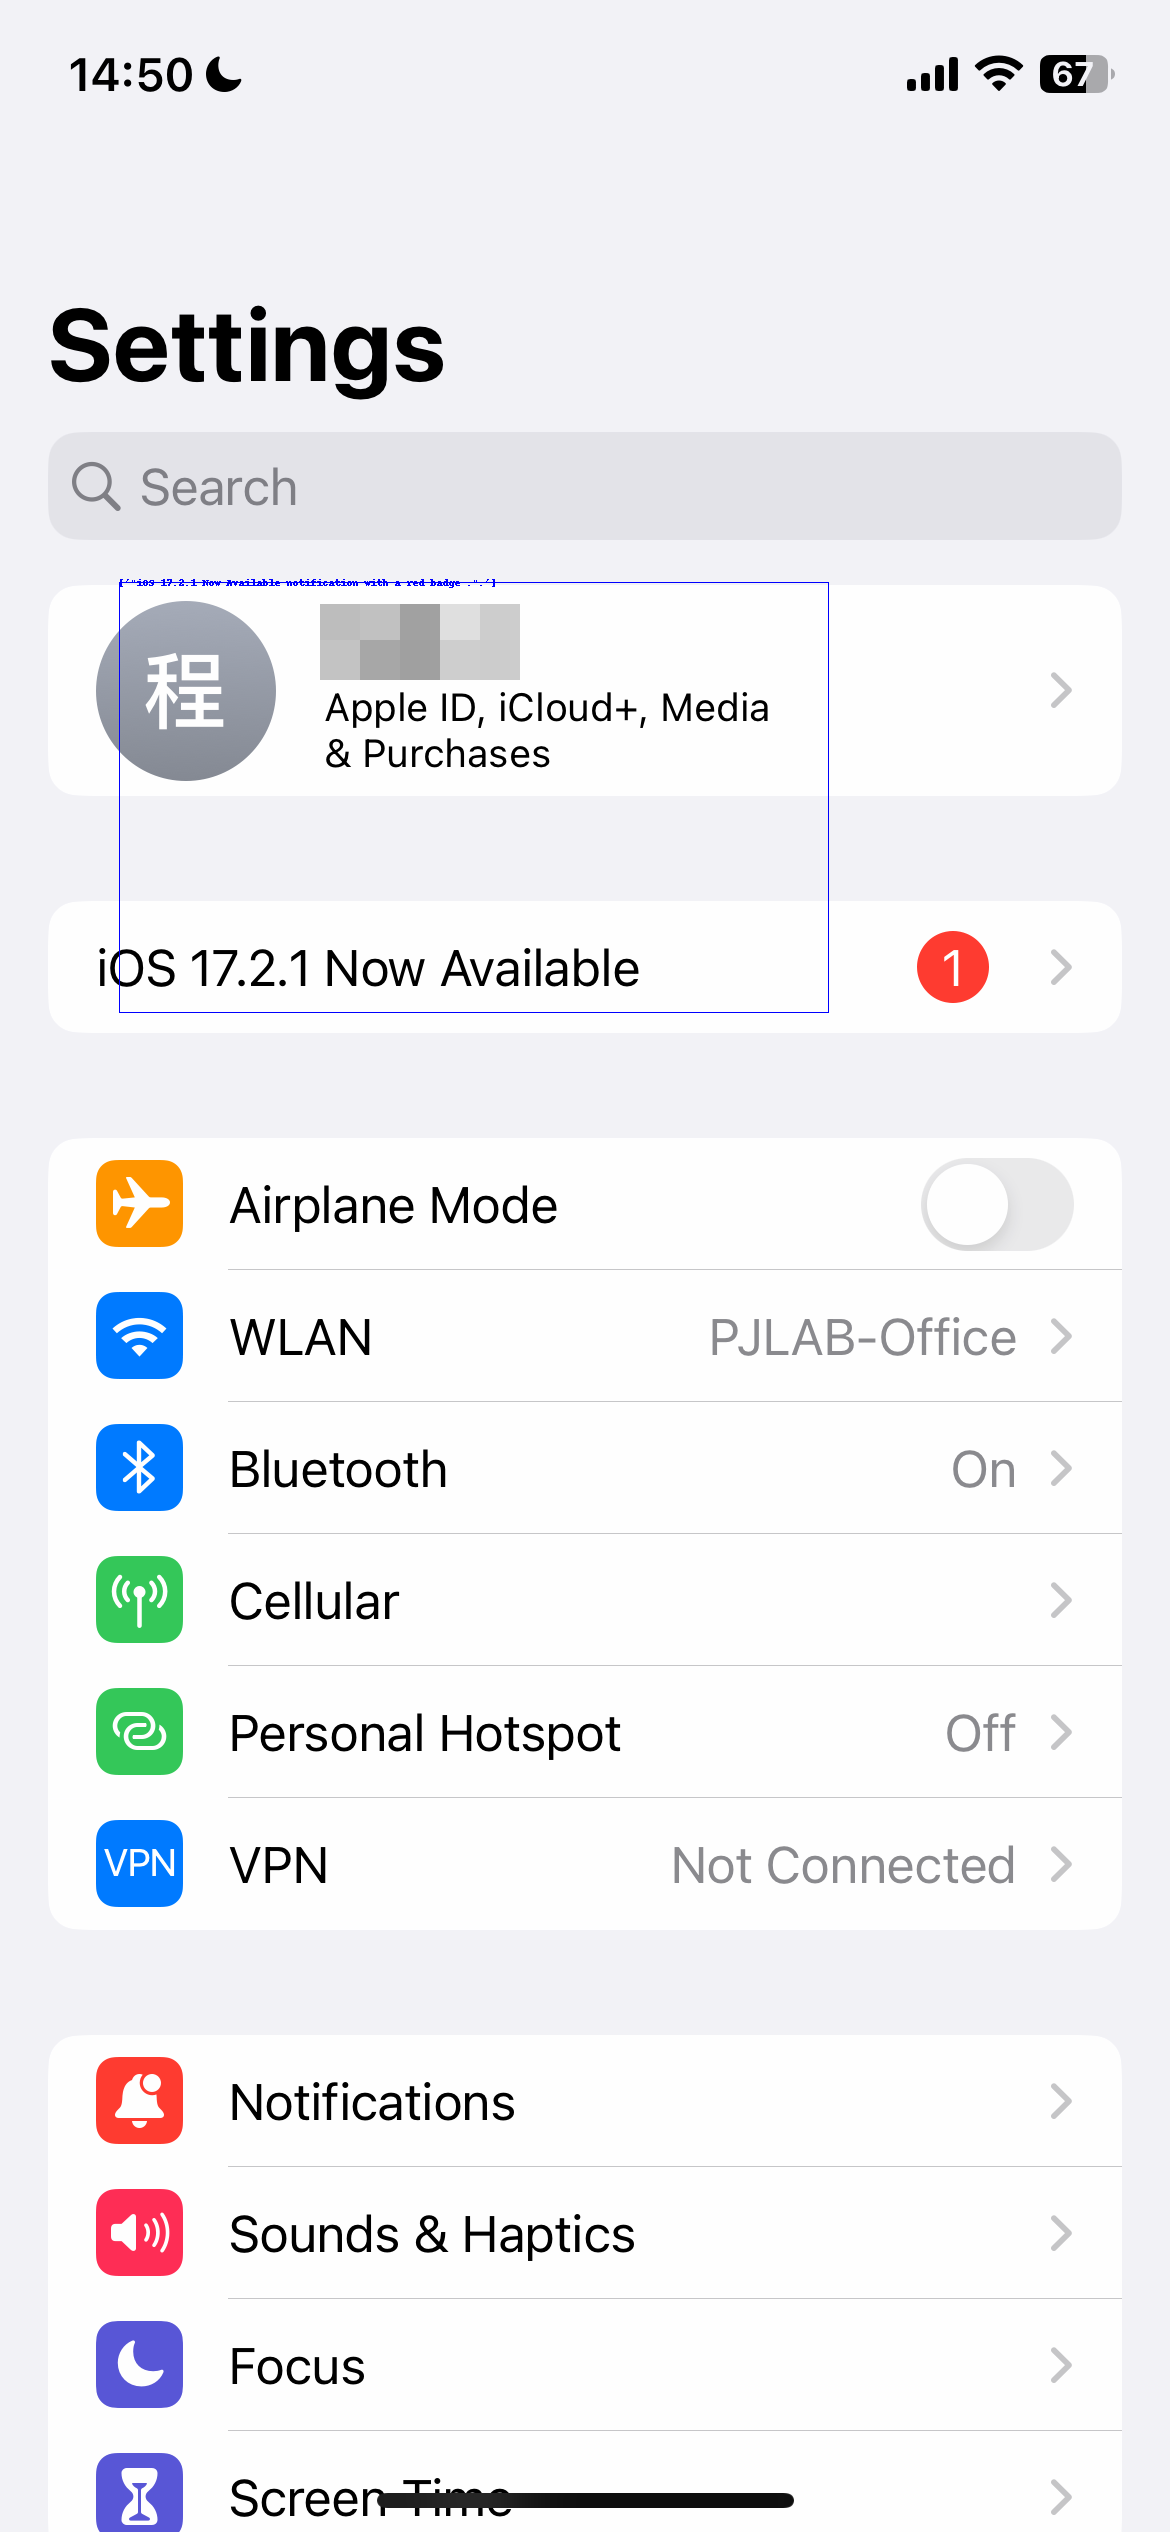 14:50
67
Settings
Search
["iOS 17.2.1 Now Available notification with a red badge .".']
程
Apple ID, iCloud+, Media
& Purchases
iOS 17.2.1 Now Available 1
Airplane Mode
WLAN PJLAB-Office
Bluetooth On
Cellular
Personal Hotspot Off
VPN VPN Not Connected
Notifications
Sounds & Haptics
Focus
Screen Time